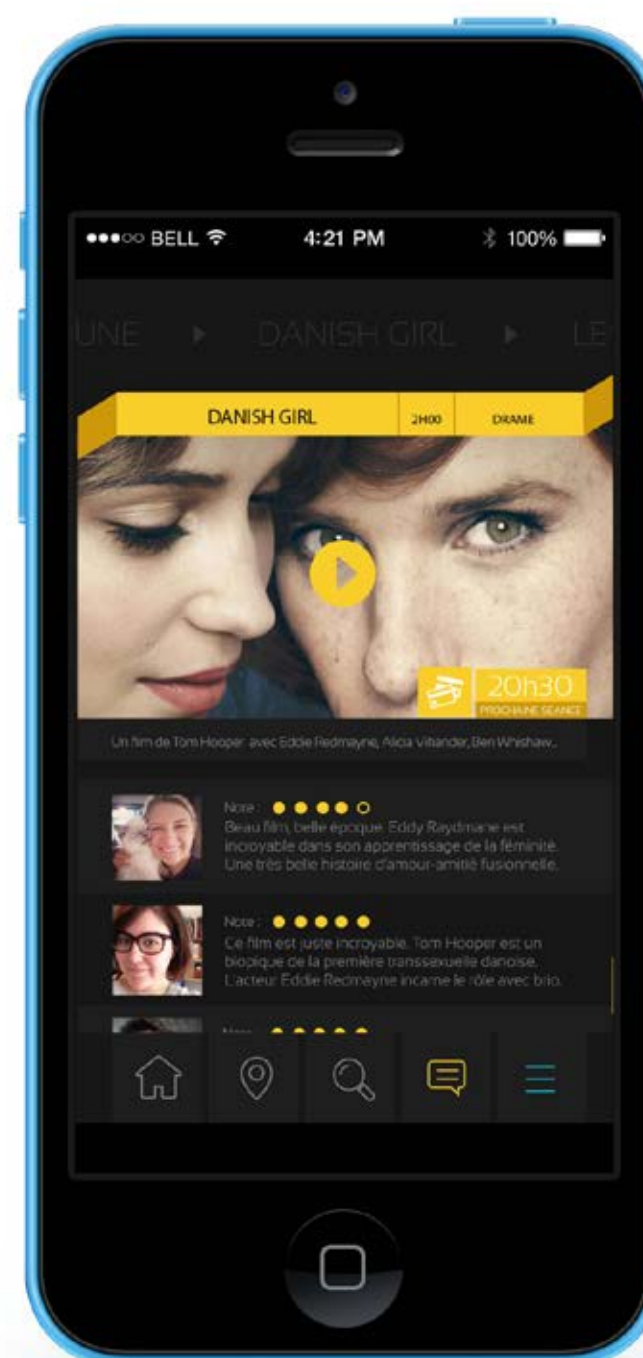 BELL 4:21 PM 100%
UNE DANISH GIRL LE
DANISH GIRL 2H00 DRAME
20h30
PROCHAINE SEANCE
Un film de Tom Hooper avec Eddie Redmayne, Alicia Vikander, Ben Whishaw...
Note :
Beau film, belle époque. Eddy Raydmane est
incroyable dans son apprentissage de la féminité.
Une très belle histoire d'amour-amitié fusionnelle.
Note :
Ce film est juste incroyable. Tom Hooper est un
biopique de la première transsexuelle danoise.
L'acteur Eddie Redmayne incarne le rôle avec brio.
Note :